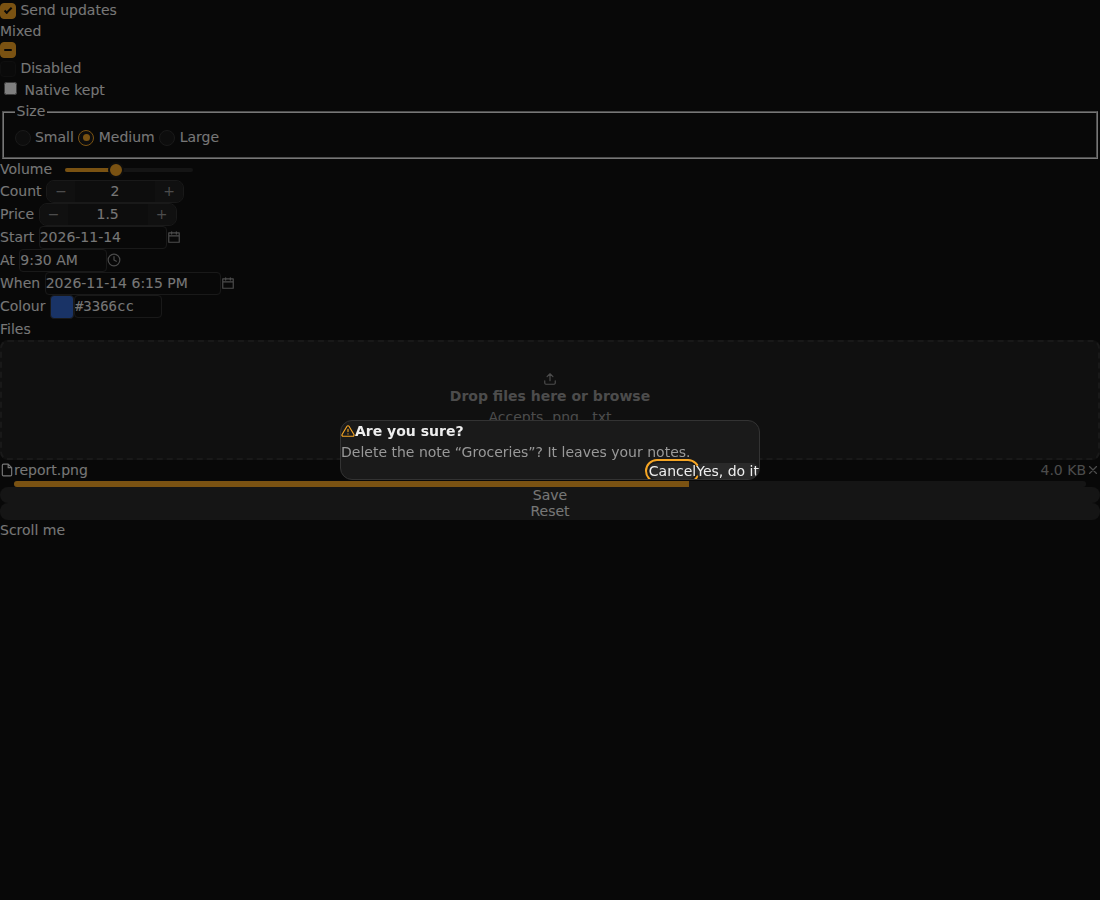 Send updates
Mixed
Disabled
Native kept
Size
Small Medium Large
Volume
Count − 2 +
Price − 1.5 +
Start 2026-11-14
At 9:30 AM
When 2026-11-14 6:15 PM
Colour #3366cc
Files
Drop files here or browse
Accepts .png, .txt
Are you sure?
Delete the note “Groceries”? It leaves your notes.
Cancel Yes, do it
report.png 4.0 KB
Save
Reset
Scroll me